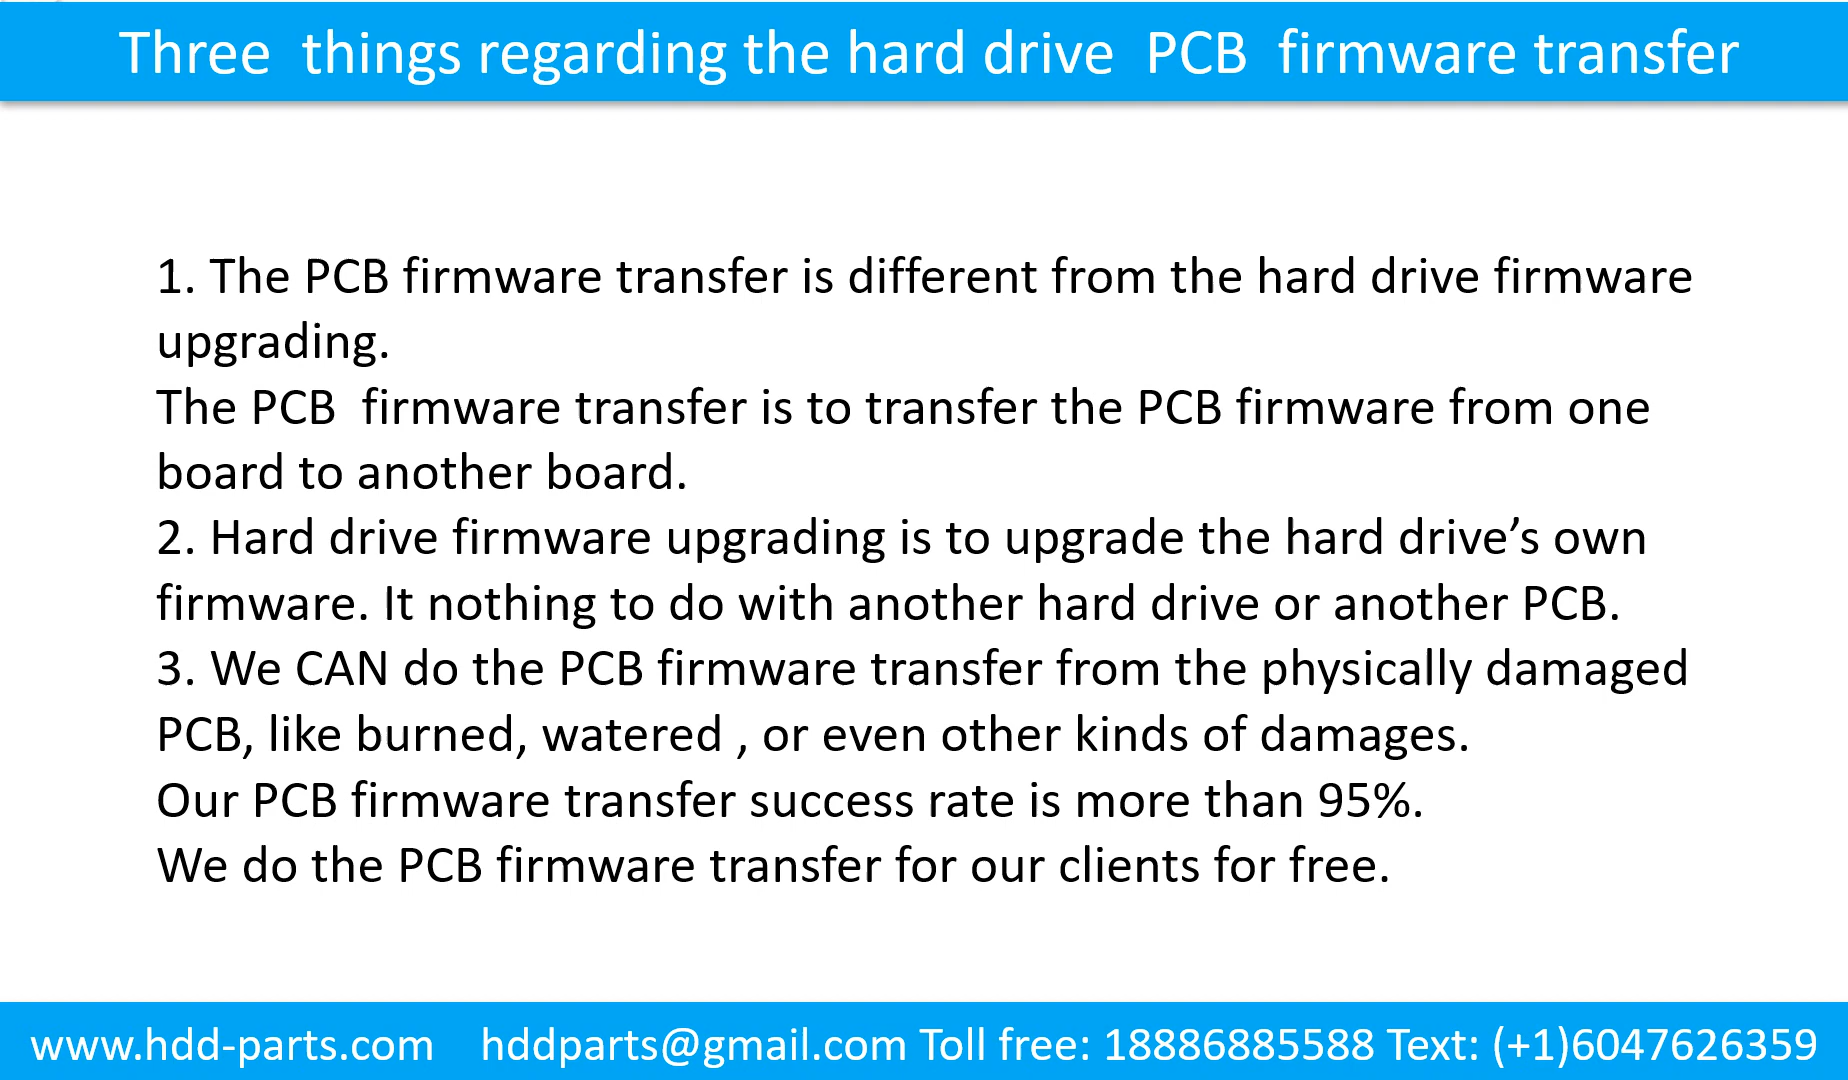 Three  things regarding the hard drive  PCB  firmware transfer
1. The PCB firmware transfer is different from the hard drive firmware
upgrading.
The PCB  firmware transfer is to transfer the PCB firmware from one
board to another board.
2. Hard drive firmware upgrading is to upgrade the hard drive’s own
firmware. It nothing to do with another hard drive or another PCB.
3. We CAN do the PCB firmware transfer from the physically damaged
PCB, like burned, watered , or even other kinds of damages.
Our PCB firmware transfer success rate is more than 95%.
We do the PCB firmware transfer for our clients for free.
www.hdd-parts.com    hddparts@gmail.com Toll free: 18886885588 Text: (+1)6047626359